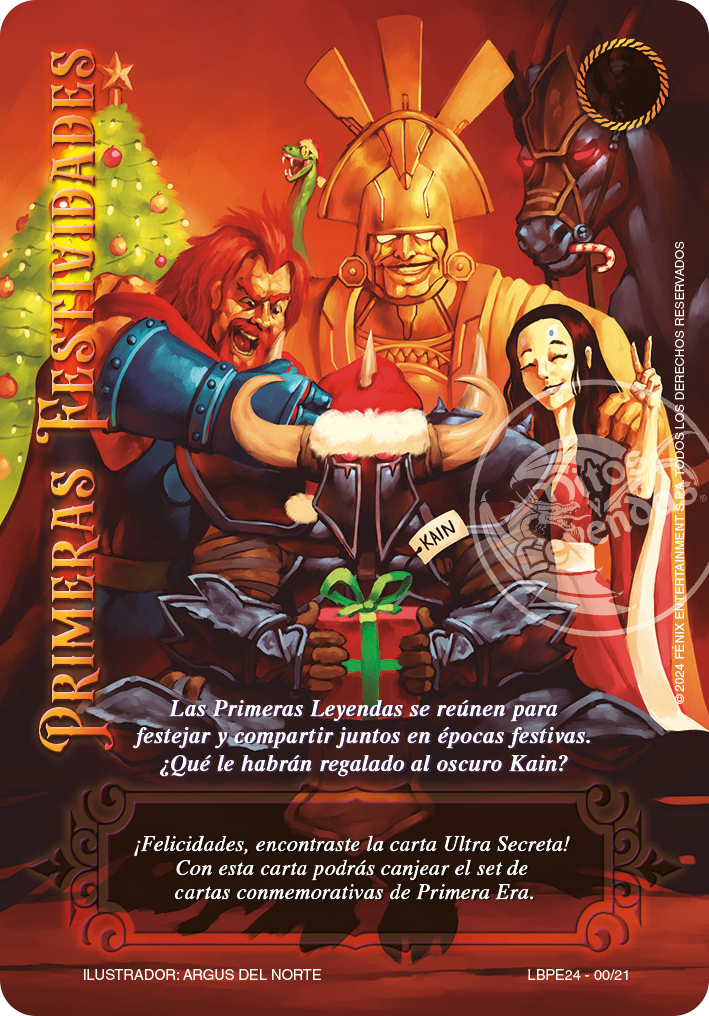 PRIMERAS FESTIVIDADES
KAIN
Mitos
y
Leyendas
®
© 2024 FÉNIX ENTERTAINMENT S.P.A. TODOS LOS DERECHOS RESERVADOS
Las Primeras Leyendas se reúnen para
festejar y compartir juntos en épocas festivas.
¿Qué le habrán regalado al oscuro Kain?
¡Felicidades, encontraste la carta Ultra Secreta!
Con esta carta podrás canjear el set de
cartas conmemorativas de Primera Era.
ILUSTRADOR: ARGUS DEL NORTE
LBPE24 - 00/21